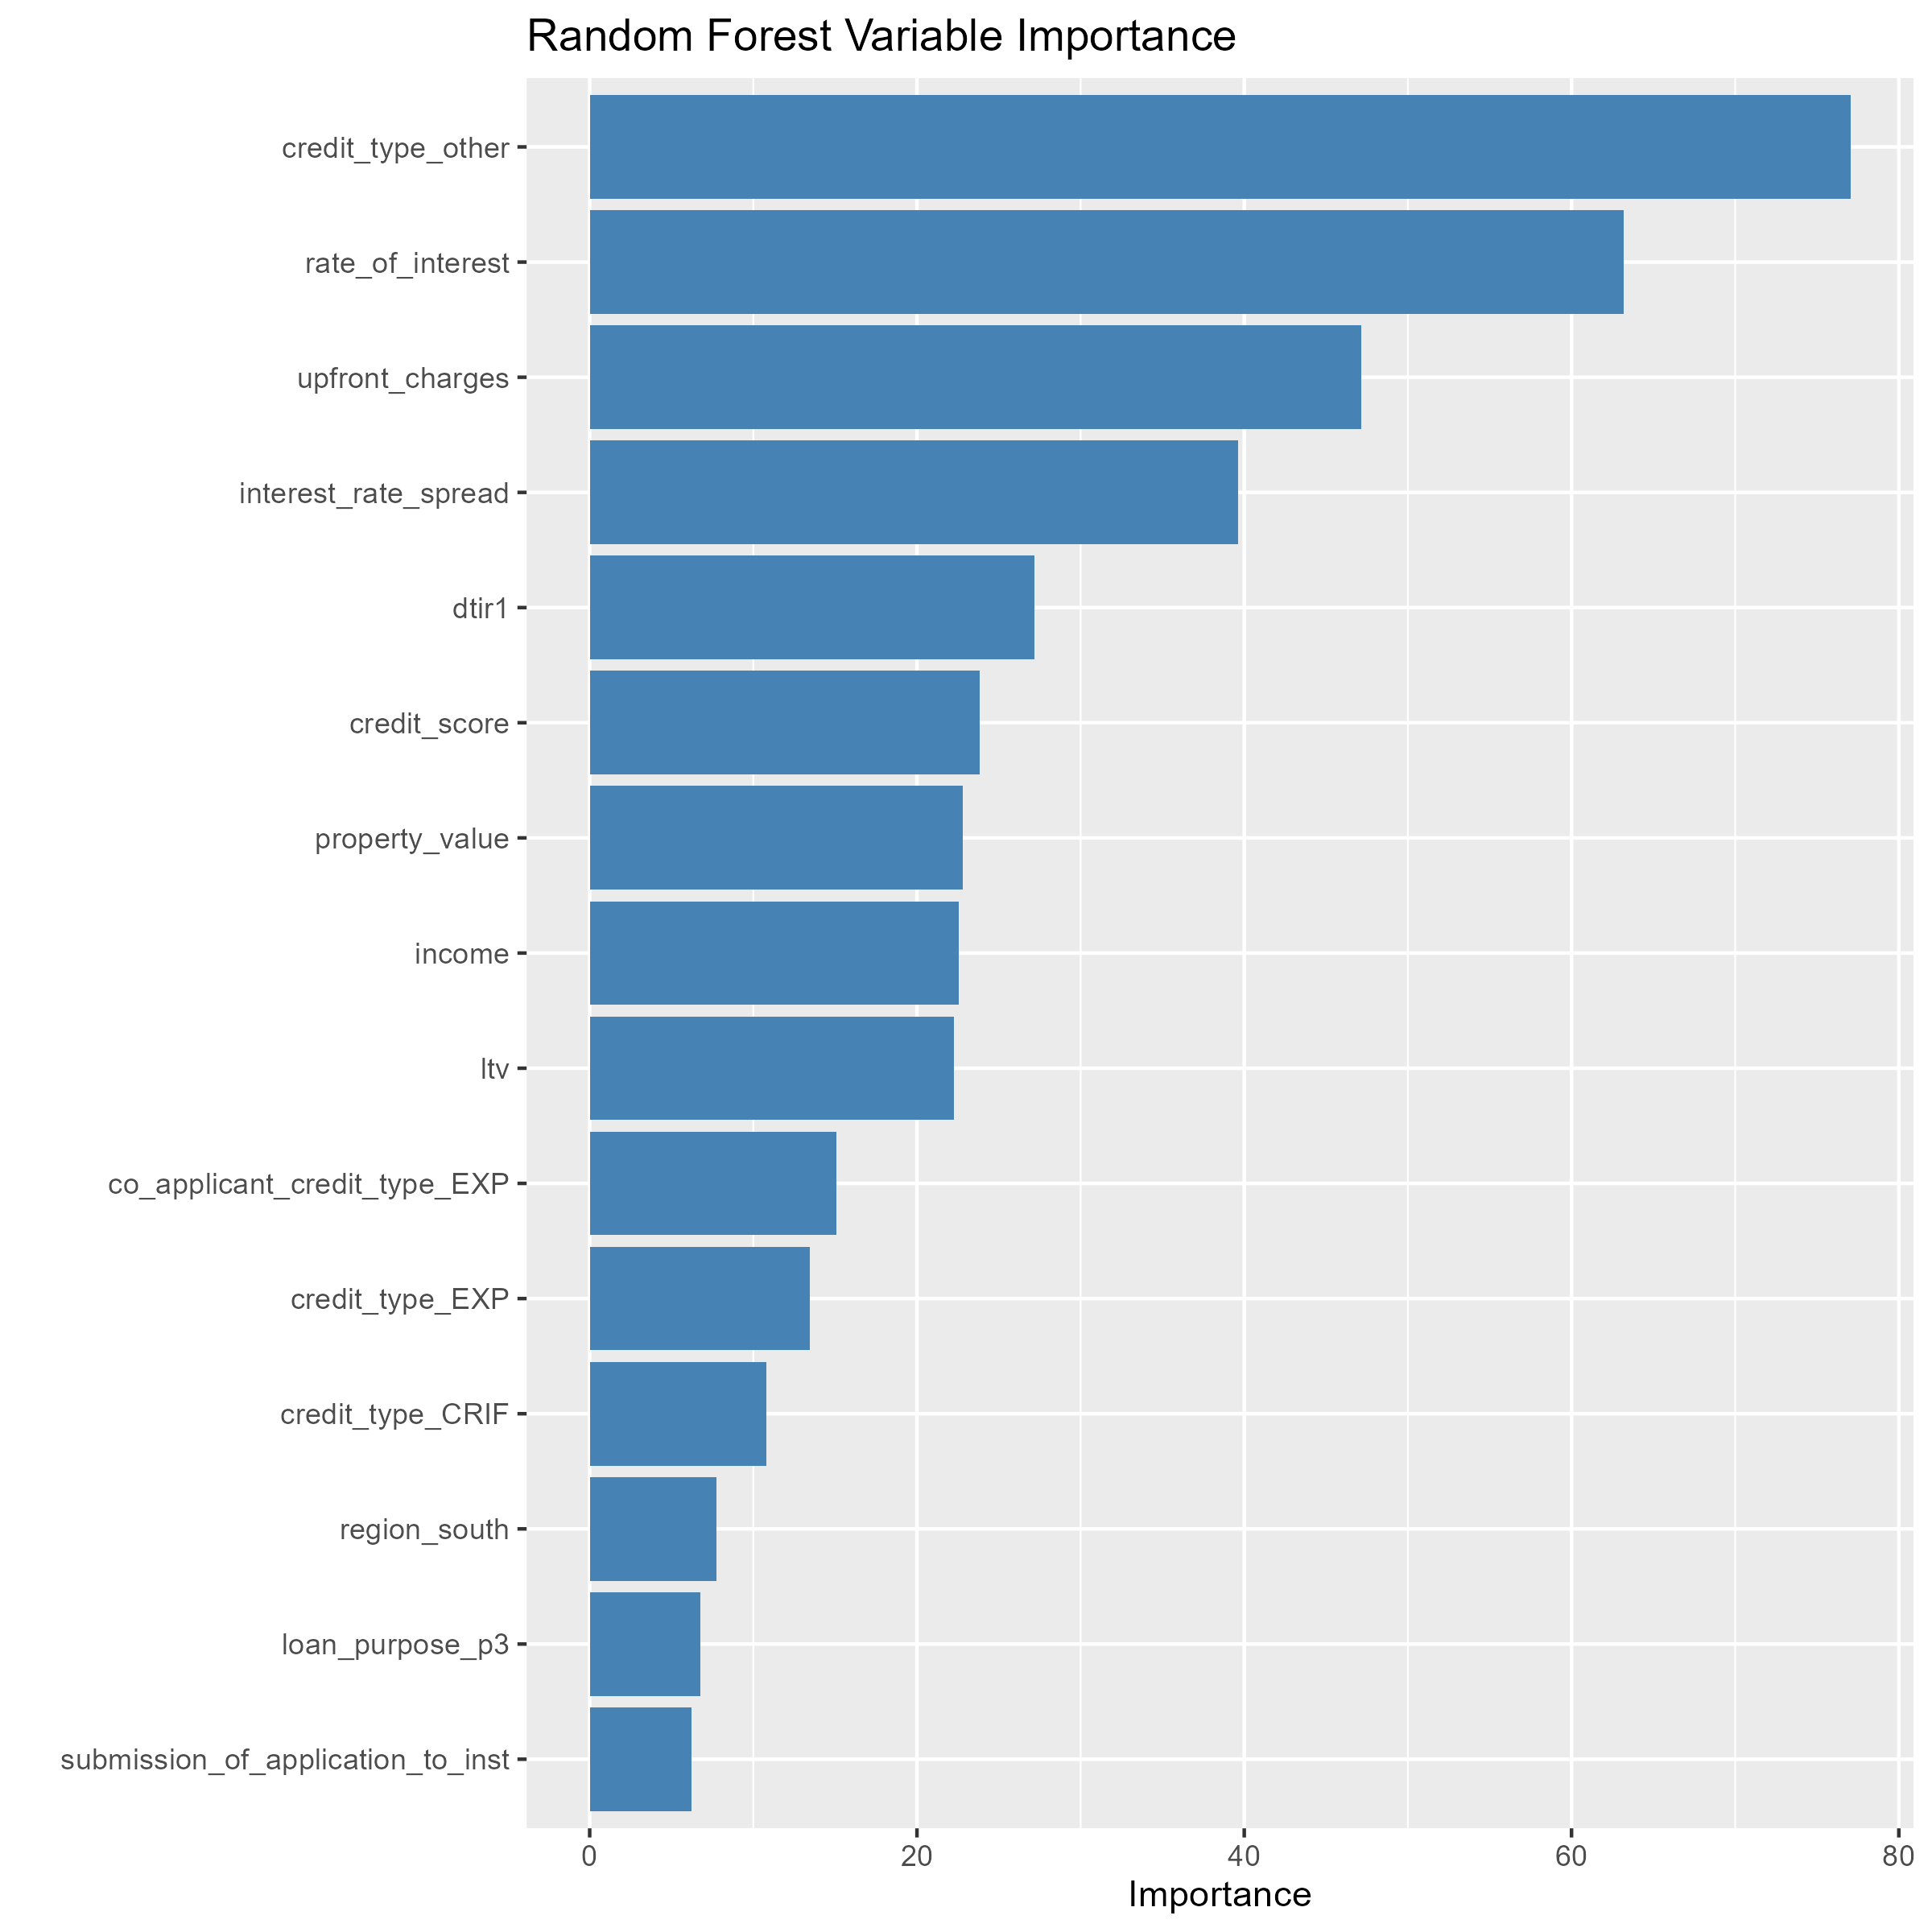 Random Forest Variable Importance
credit_type_other
rate_of_interest
upfront_charges
interest_rate_spread
dtir1
credit_score
property_value
income
ltv
co_applicant_credit_type_EXP
credit_type_EXP
credit_type_CRIF
region_south
loan_purpose_p3
submission_of_application_to_inst
0 20 40 60 80
Importance